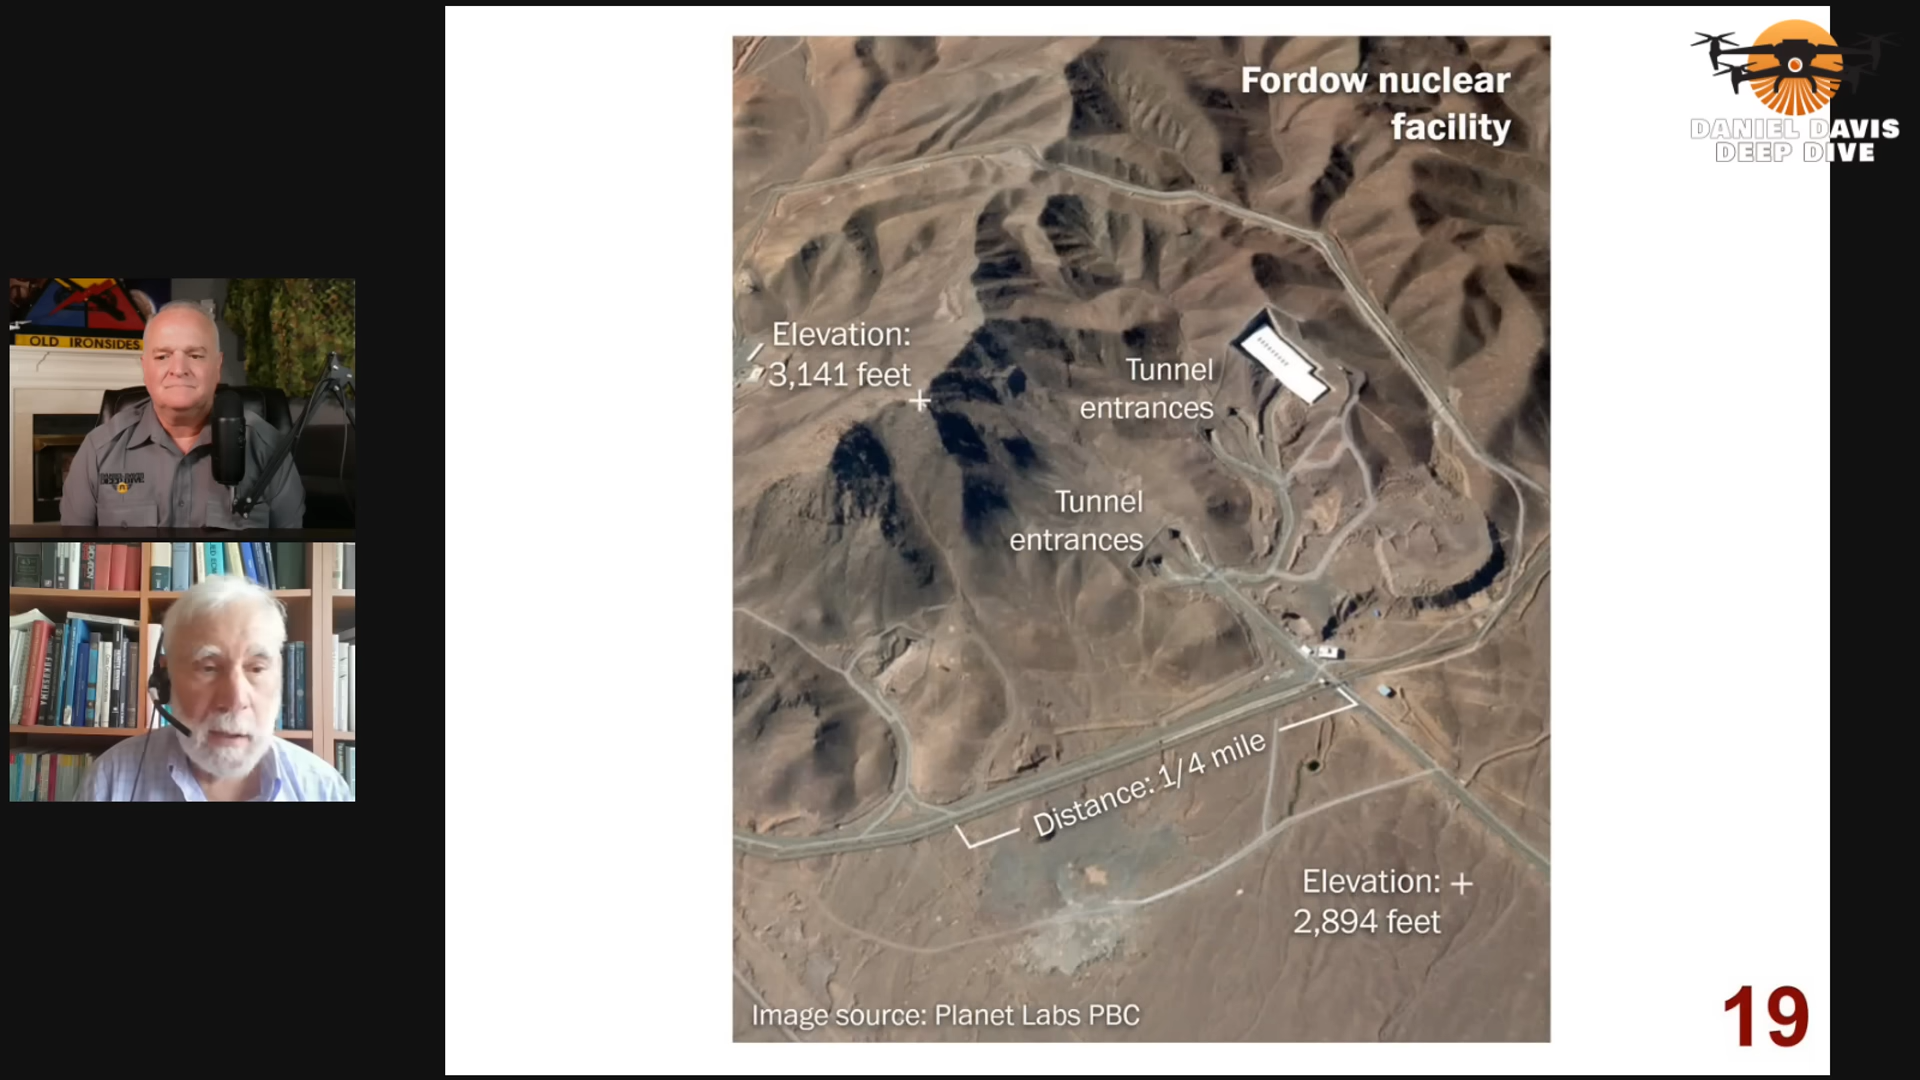 Fordow nuclear
facility
DANIEL DAVIS
DEEP DIVE
OLD IRONSIDES
Elevation:
3,141 feet
Tunnel
entrances
Tunnel
entrances
Distance: 1/4 mile
Elevation:
2,894 feet
Image source: Planet Labs PBC
19
FUKUSHIMA